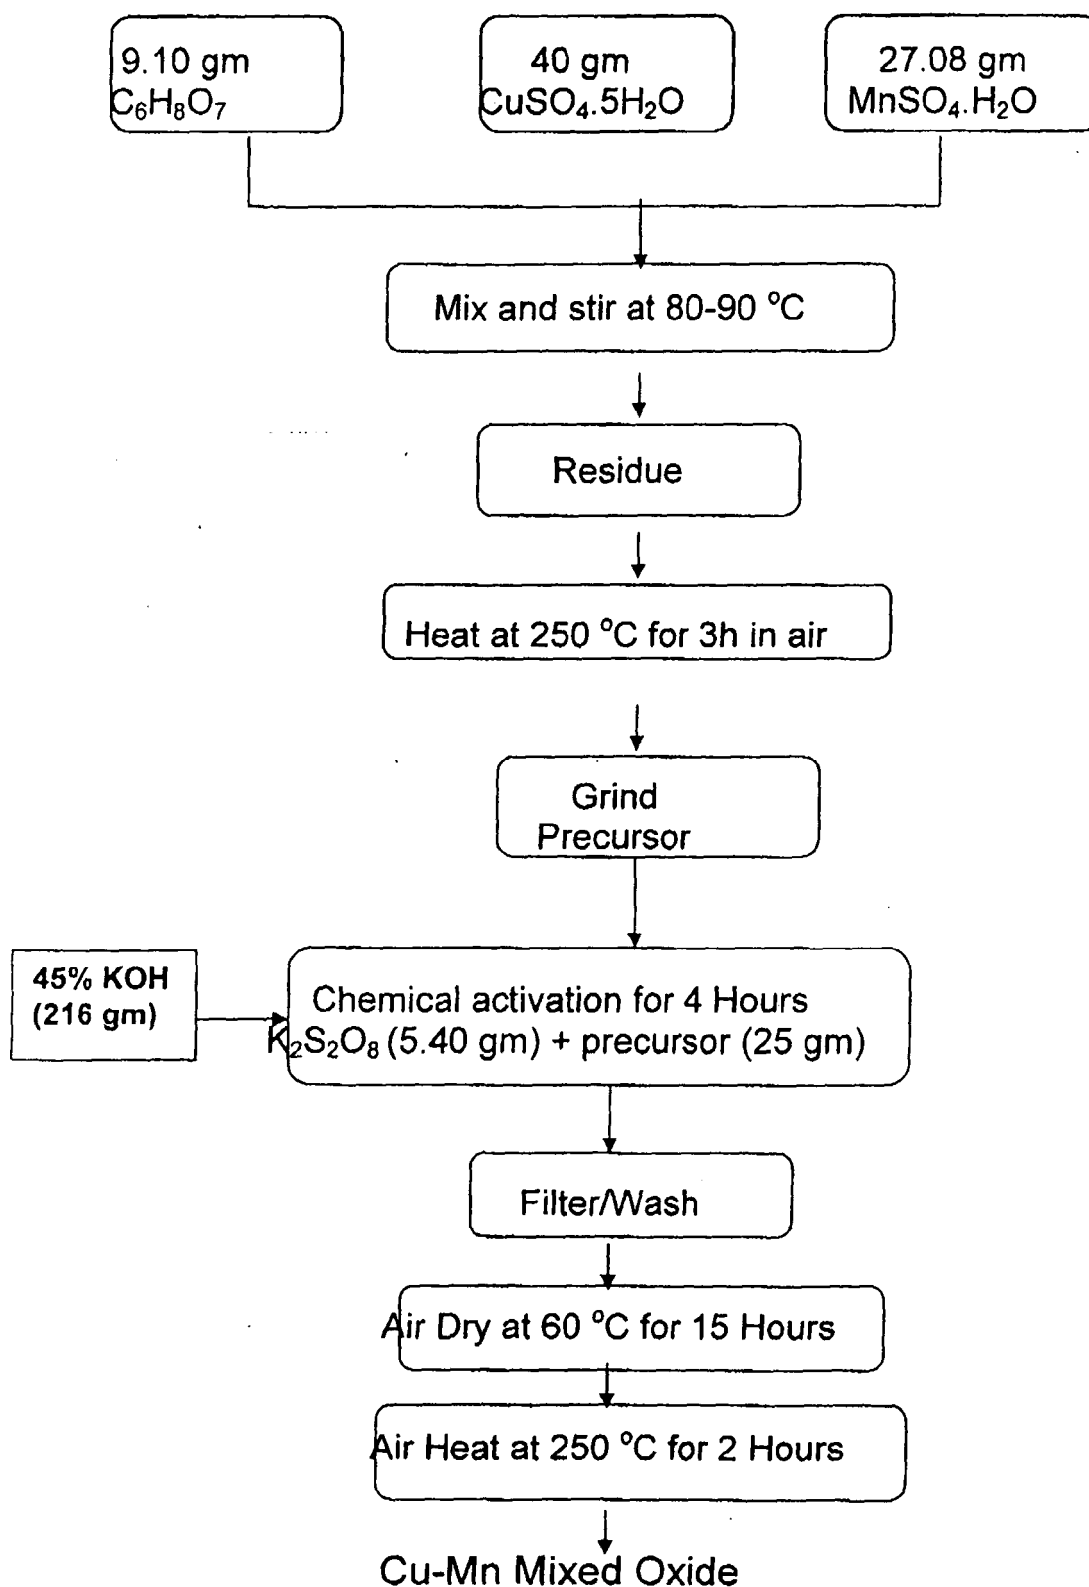 9.10 gm
C₆H₈O₇
40 gm
CuSO₄.5H₂O
27.08 gm
MnSO₄.H₂O
Mix and stir at 80-90 °C
Residue
Heat at 250 °C for 3h in air
Grind
Precursor
45% KOH
(216 gm)
Chemical activation for 4 Hours
K₂S₂O₈ (5.40 gm) + precursor (25 gm)
Filter/Wash
Air Dry at 60 °C for 15 Hours
Air Heat at 250 °C for 2 Hours
Cu-Mn Mixed Oxide